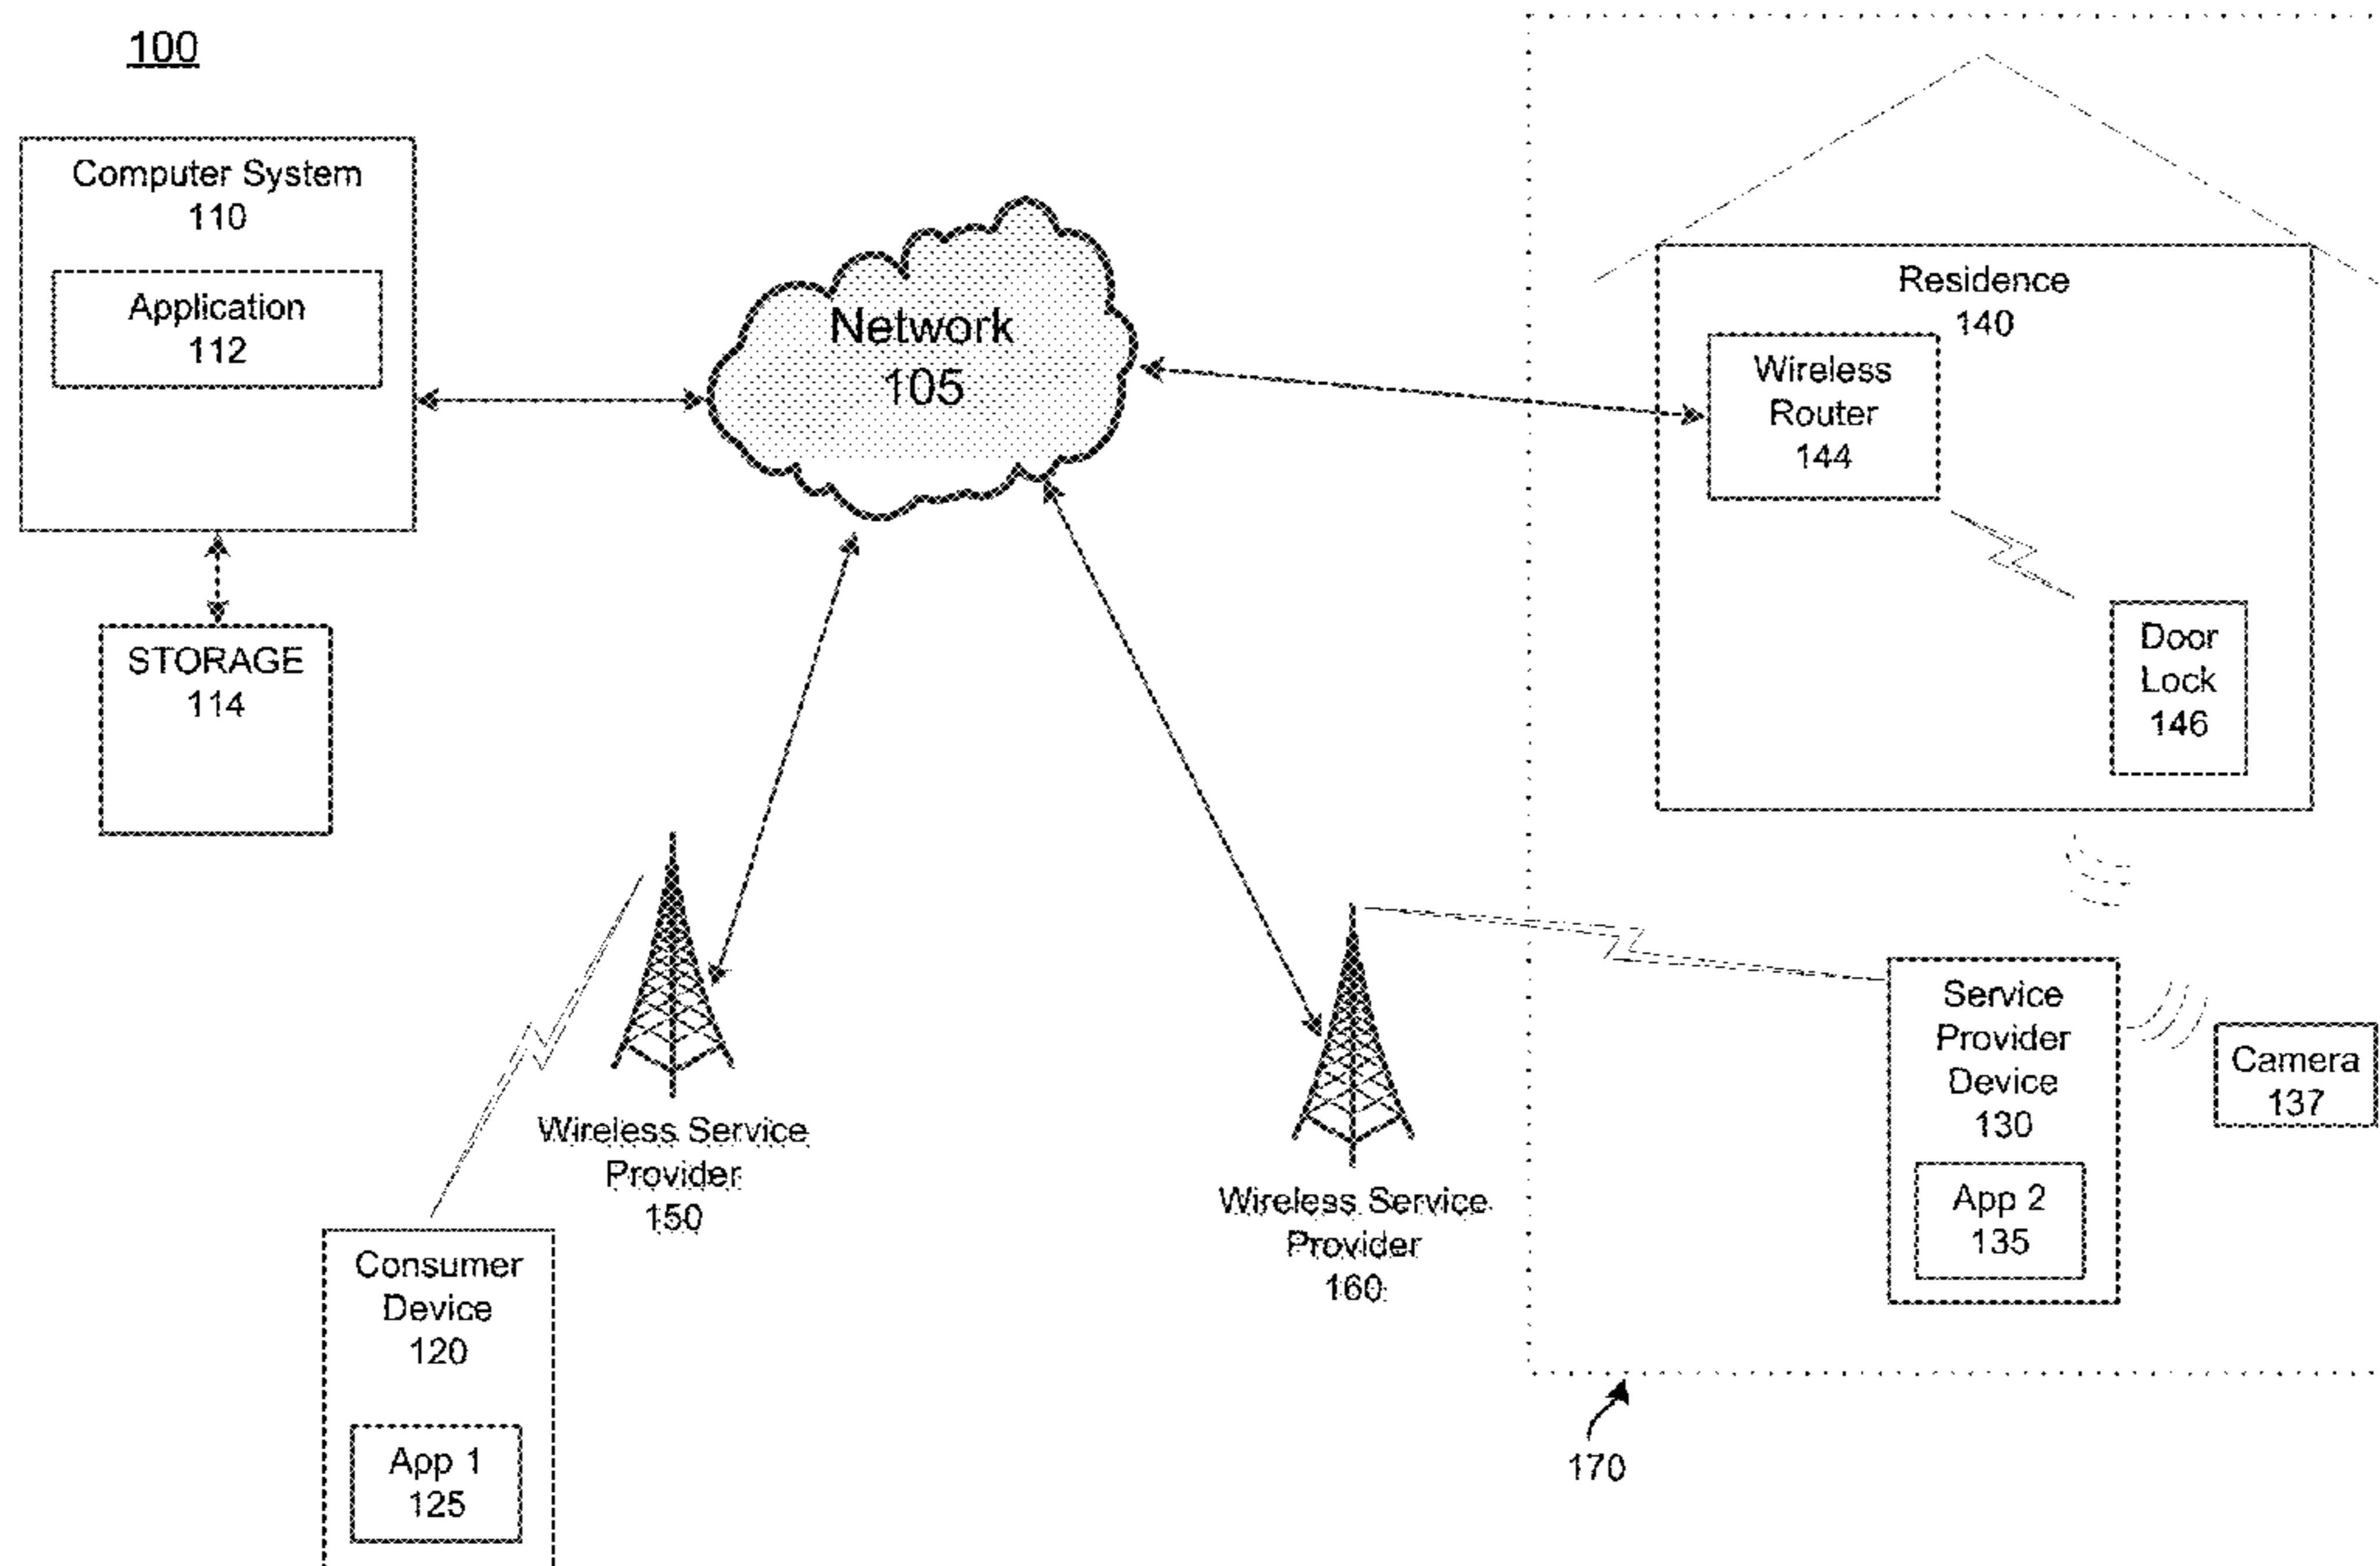 100
Computer System
110
Application
112
STORAGE
114
Network
105
Residence
140
Wireless
Router
144
Door
Lock
146
Wireless Service
Provider
150
Wireless Service
Provider
160
Service
Provider
Device
130
App 2
135
Camera
137
Consumer
Device
120
App 1
125
170